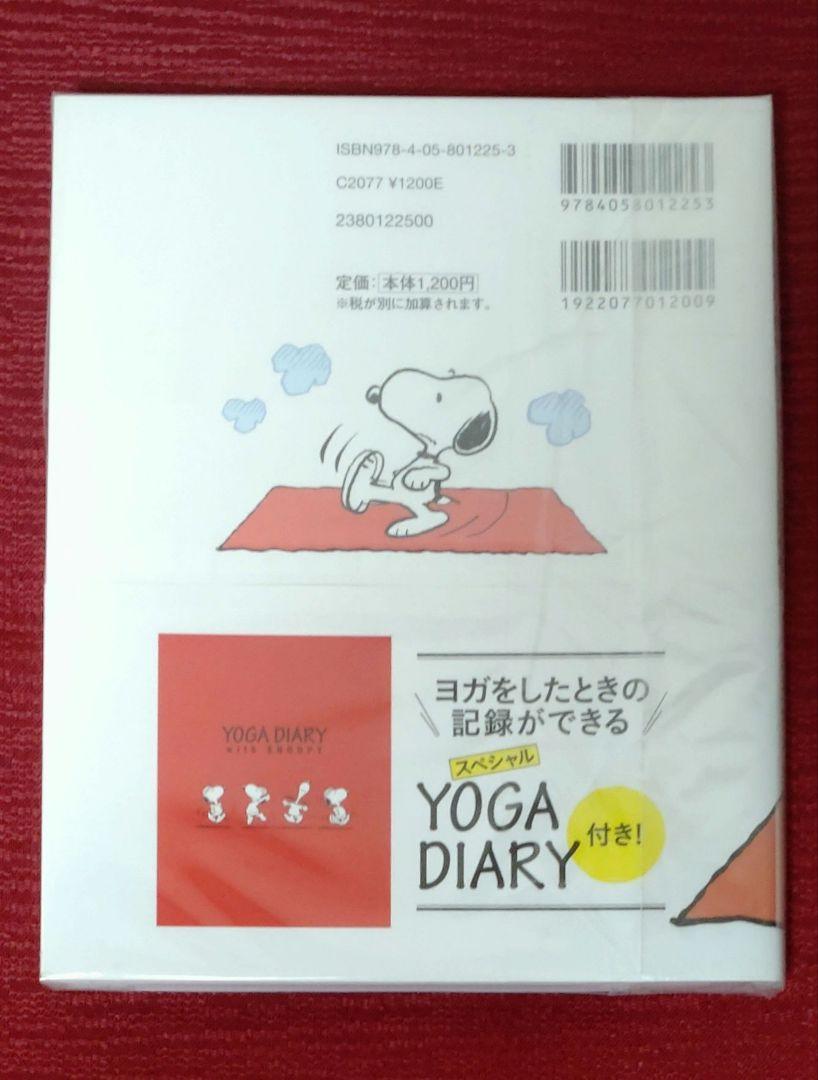 ISBN978-4-05-801225-3
C2077 ¥1200E
2380122500
定価：本体1,200円
※税が別に加算されます。
9784058012253
1922077012009
YOGA DIARY
with SNOOPY
ヨガをしたときの
記録ができる
スペシャル
YOGA
DIARY
付き!